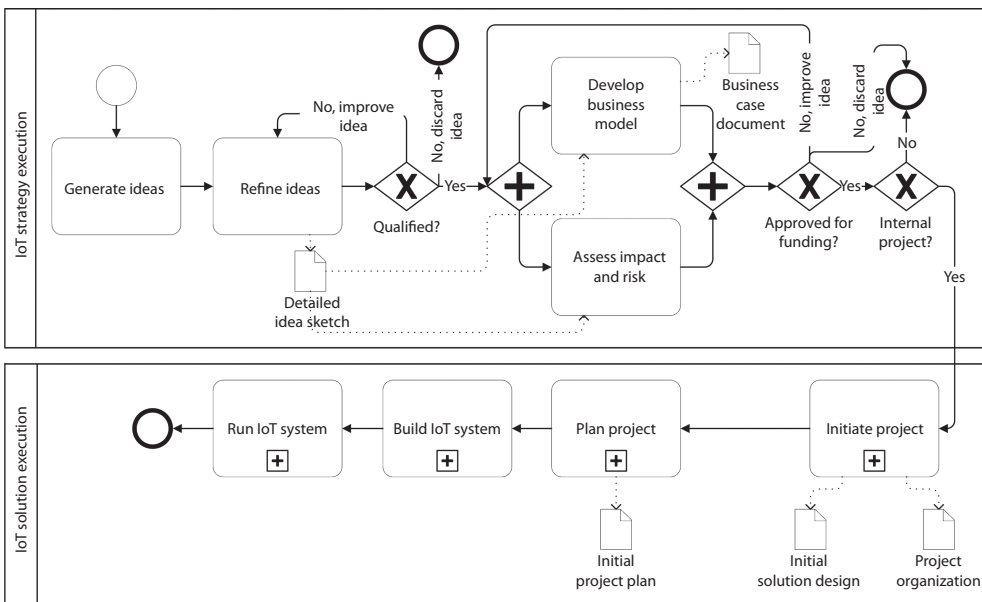 IoT strategy execution
Generate ideas
Refine ideas
No, improve
idea
Qualified?
No, discard
idea
Yes
Develop
business
model
Business
case
document
Assess impact
and risk
Detailed
idea sketch
No, improve
idea
No, discard
idea
Approved for
funding?
Yes
No
Internal
project?
Yes
IoT solution execution
Run IoT system
Build IoT system
Plan project
Initiate project
Initial
project plan
Initial
solution design
Project
organization